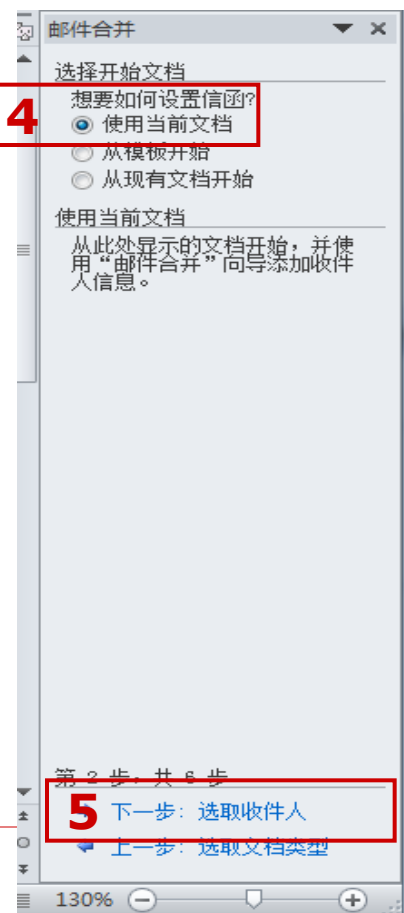 邮件合并
选择开始文档
想要如何设置信函?
4
使用当前文档
从模板开始
从现有文档开始
使用当前文档
从此处显示的文档开始，并使
用“邮件合并”向导添加收件
人信息。
第 2 步，共 6 步
5
下一步: 选取收件人
上一步: 选取文档类型
130%